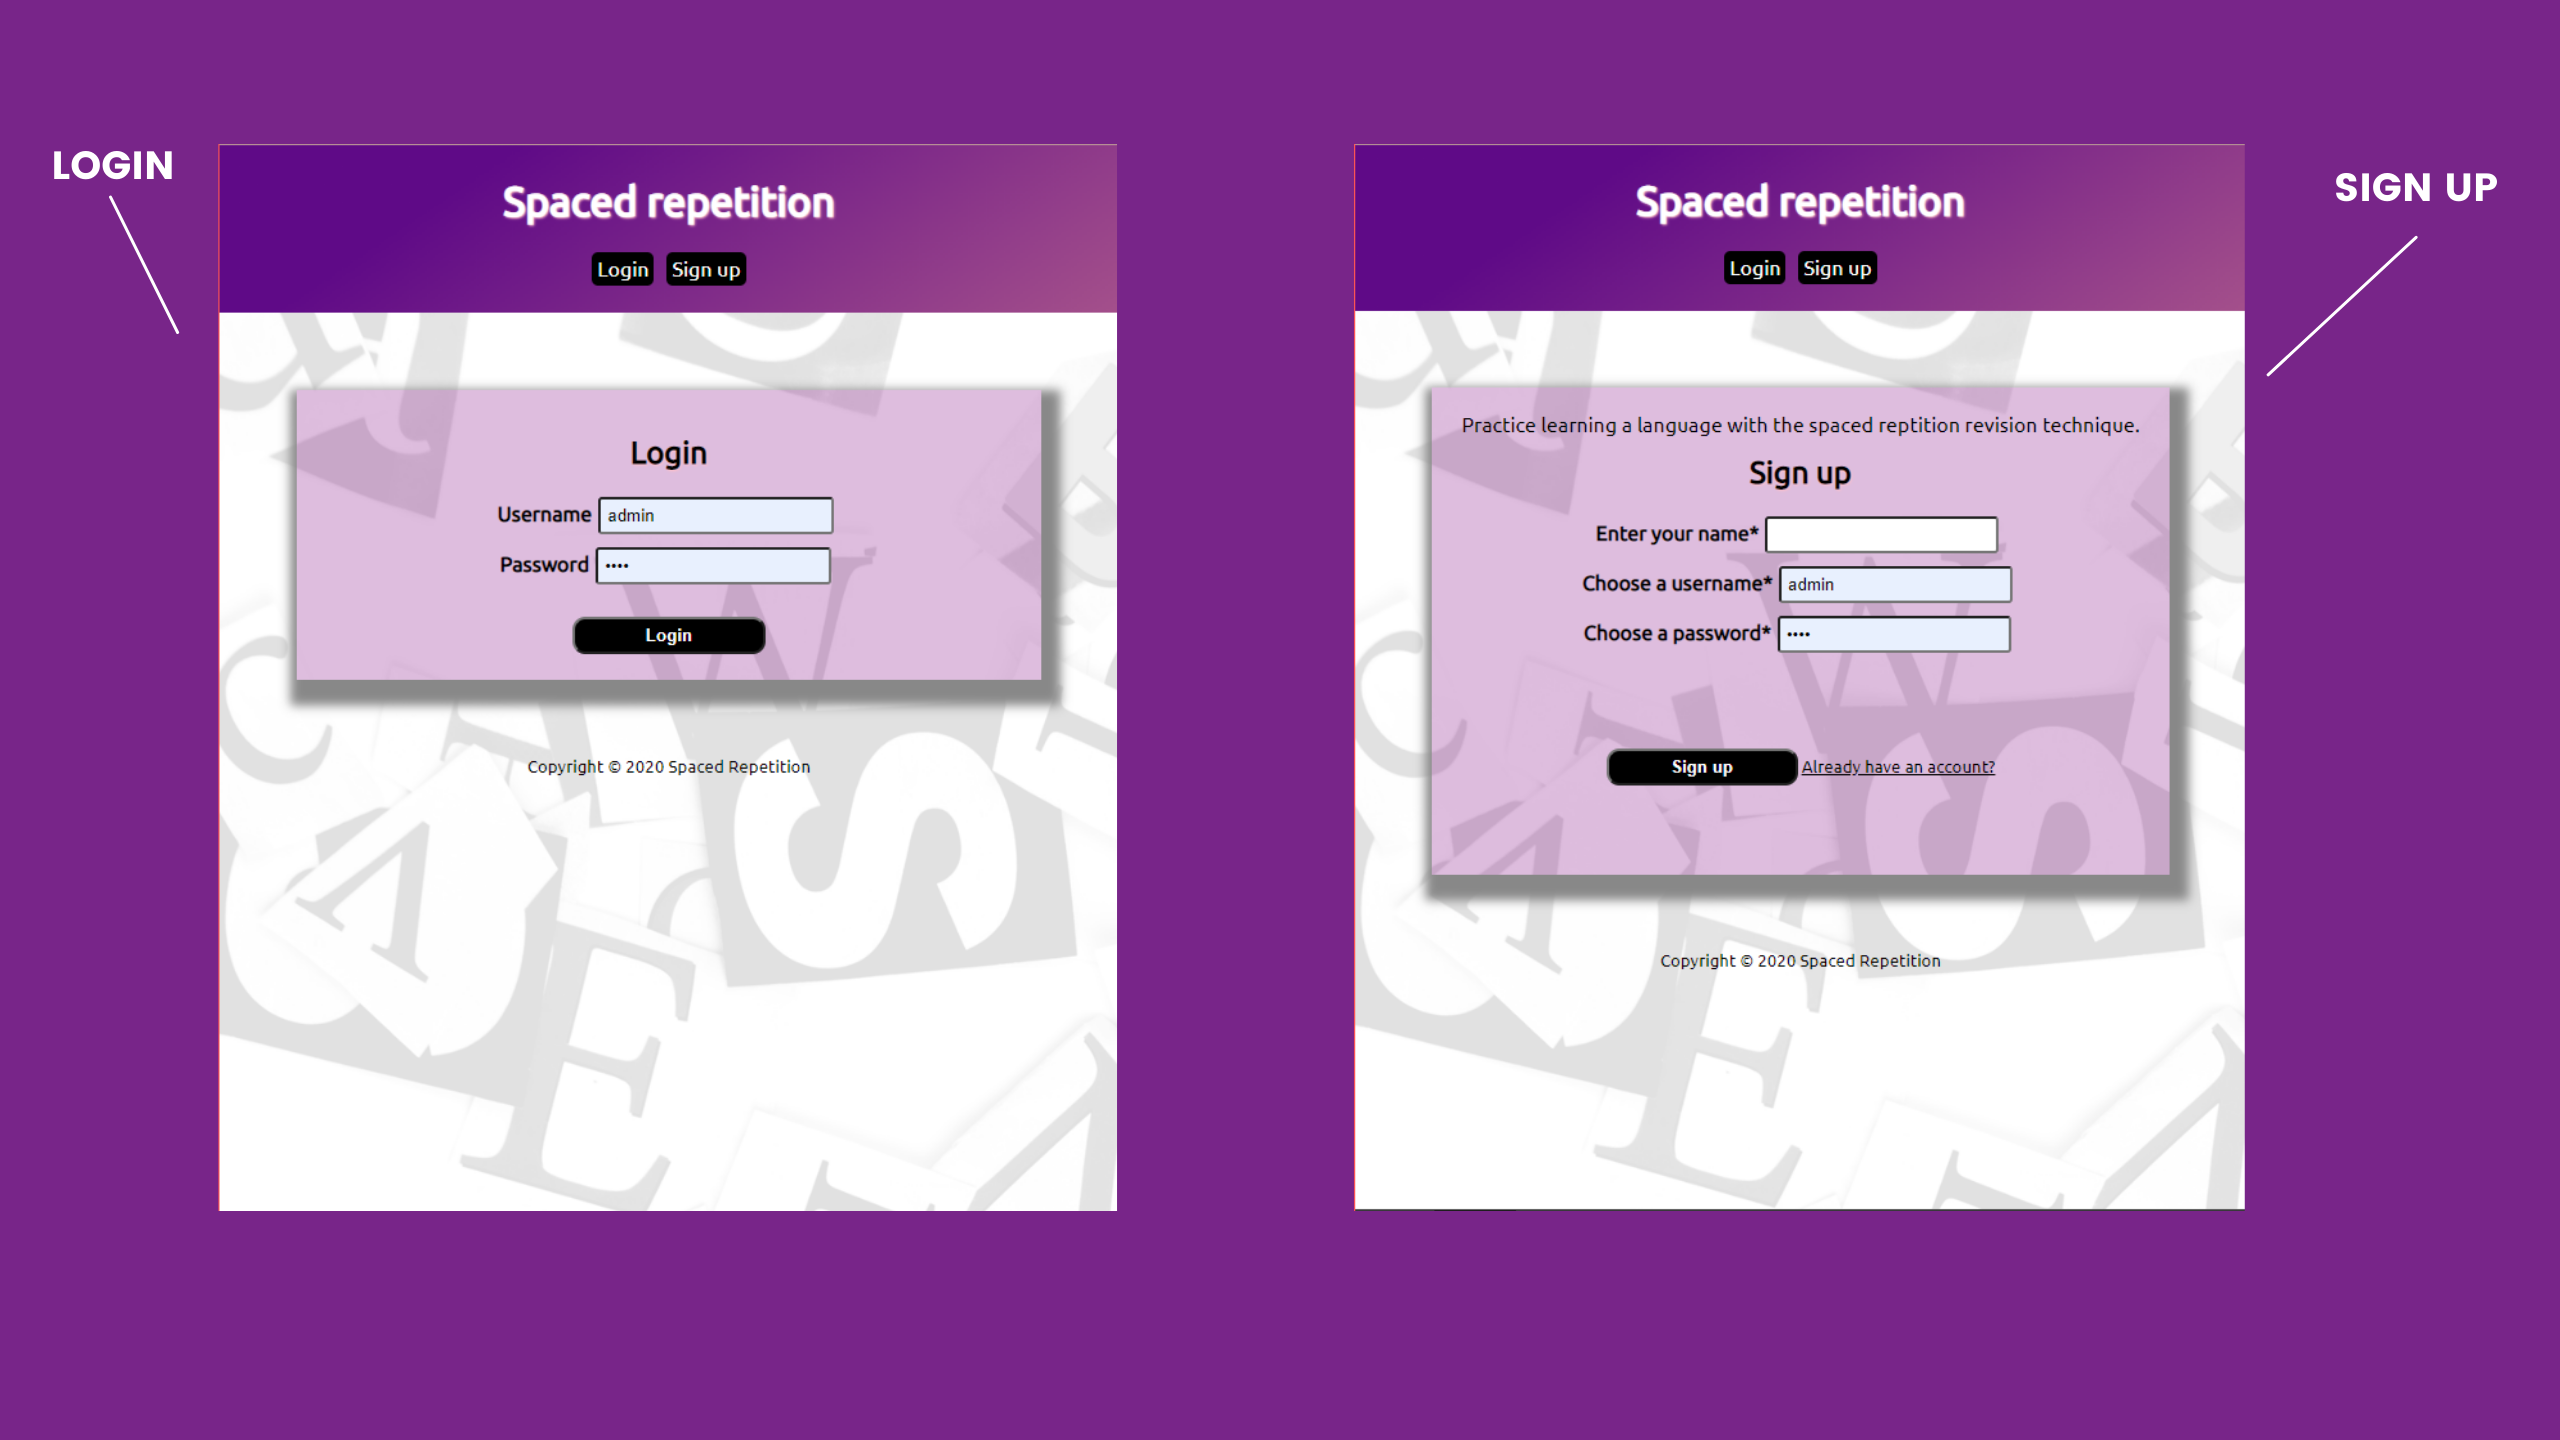 LOGIN
Spaced repetition
Login Sign up
Login
Username admin
Password ••••
Login
Copyright © 2020 Spaced Repetition
SIGN UP
Spaced repetition
Login Sign up
Practice learning a language with the spaced reptition revision technique.
Sign up
Enter your name*
Choose a username* admin
Choose a password* ••••
Sign up Already have an account?
Copyright © 2020 Spaced Repetition